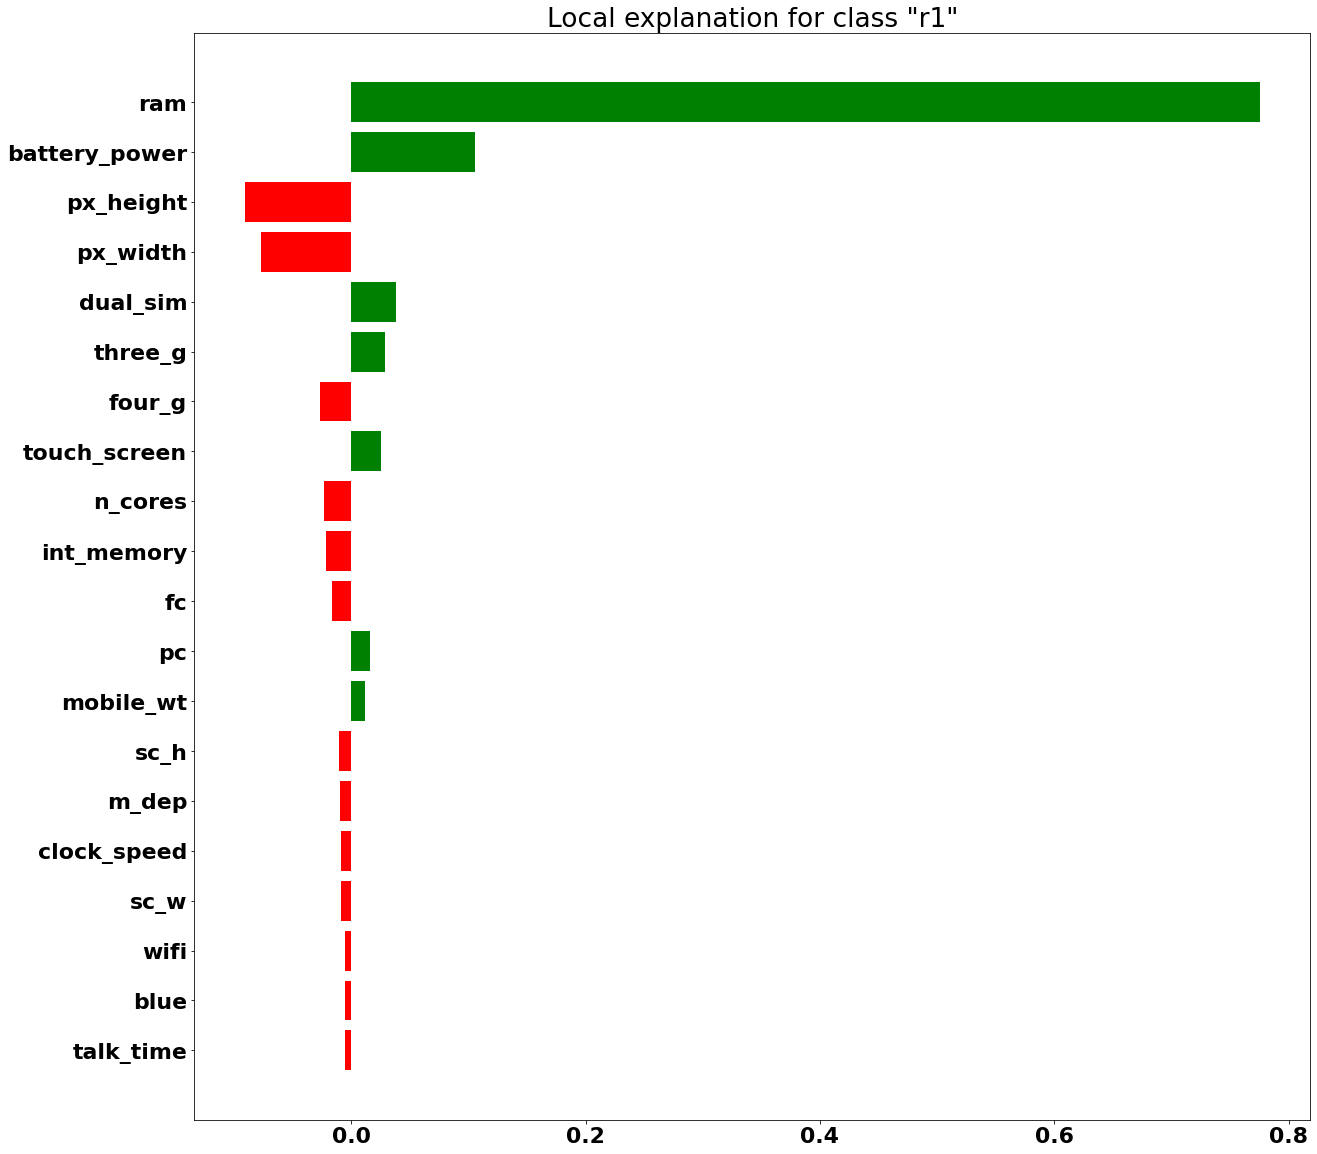 Local explanation for class "r1"
ram
battery_power
px_height
px_width
dual_sim
three_g
four_g
touch_screen
n_cores
int_memory
fc
pc
mobile_wt
sc_h
m_dep
clock_speed
sc_w
wifi
blue
talk_time
0.0 0.2 0.4 0.6 0.8